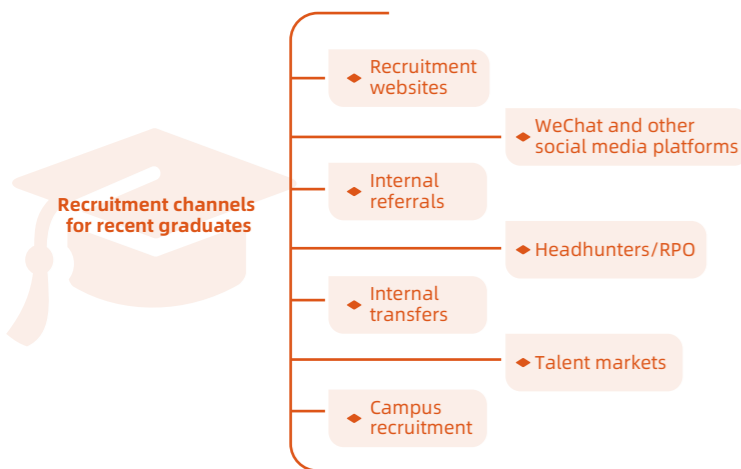 Recruitment channels
for recent graduates
Recruitment
websites
WeChat and other
social media platforms
Internal
referrals
Headhunters/RPO
Internal
transfers
Talent markets
Campus
recruitment